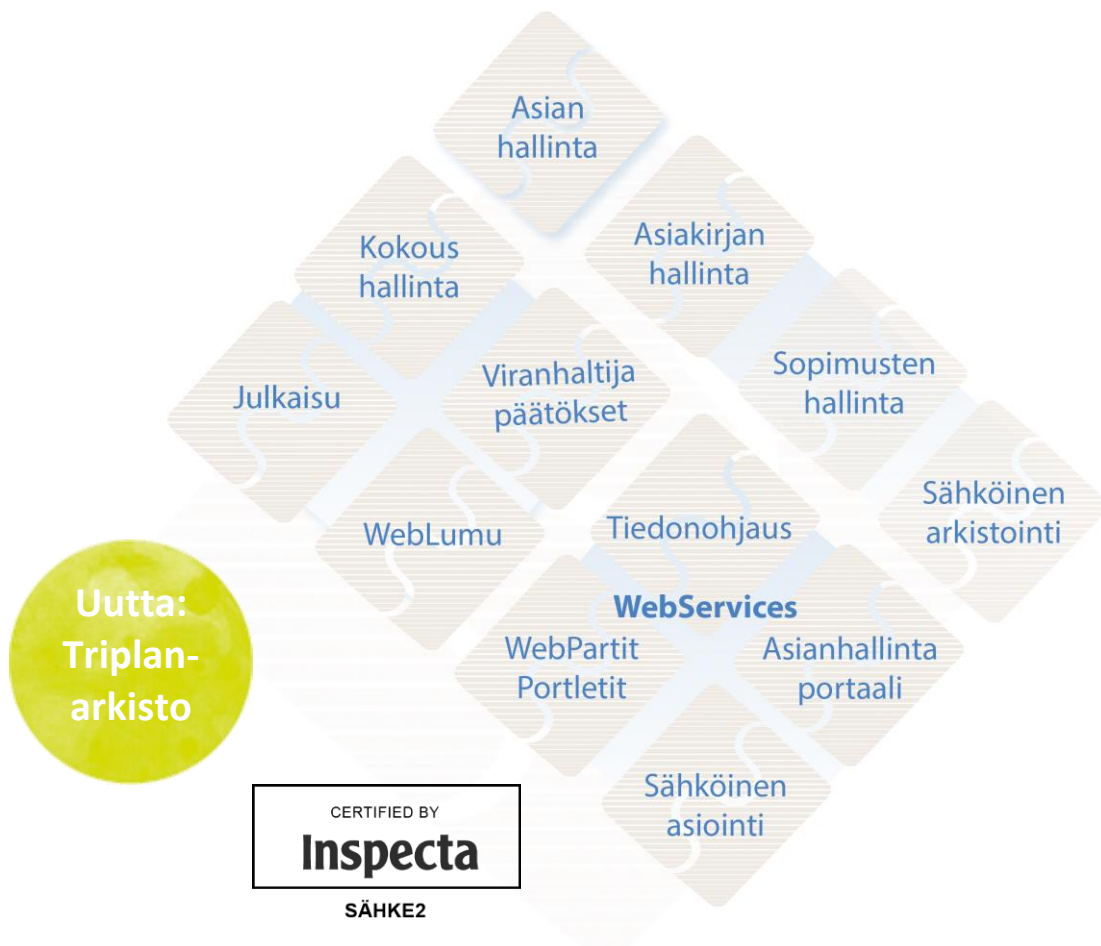 Asian
hallinta
Kokous
hallinta
Asiakirjan
hallinta
Julkaisu
Viranhaltija
päätökset
Sopimusten
hallinta
WebLumu
Tiedonohjaus
Sähköinen
arkistointi
WebServices
WebPartit
Portletit
Asianhallinta
portaali
Sähköinen
asiointi
Uutta:
Triplan-
arkisto
CERTIFIED BY
Inspecta
SÄHKE2